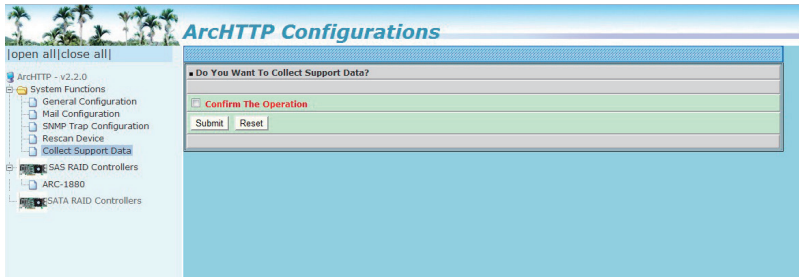 ArcHTTP Configurations
|open all|close all|
ArcHTTP - v2.2.0
System Functions
General Configuration
Mail Configuration
SNMP Trap Configuration
Rescan Device
Collect Support Data
SAS RAID Controllers
ARC-1880
SATA RAID Controllers
Do You Want To Collect Support Data?
Confirm The Operation
Submit Reset